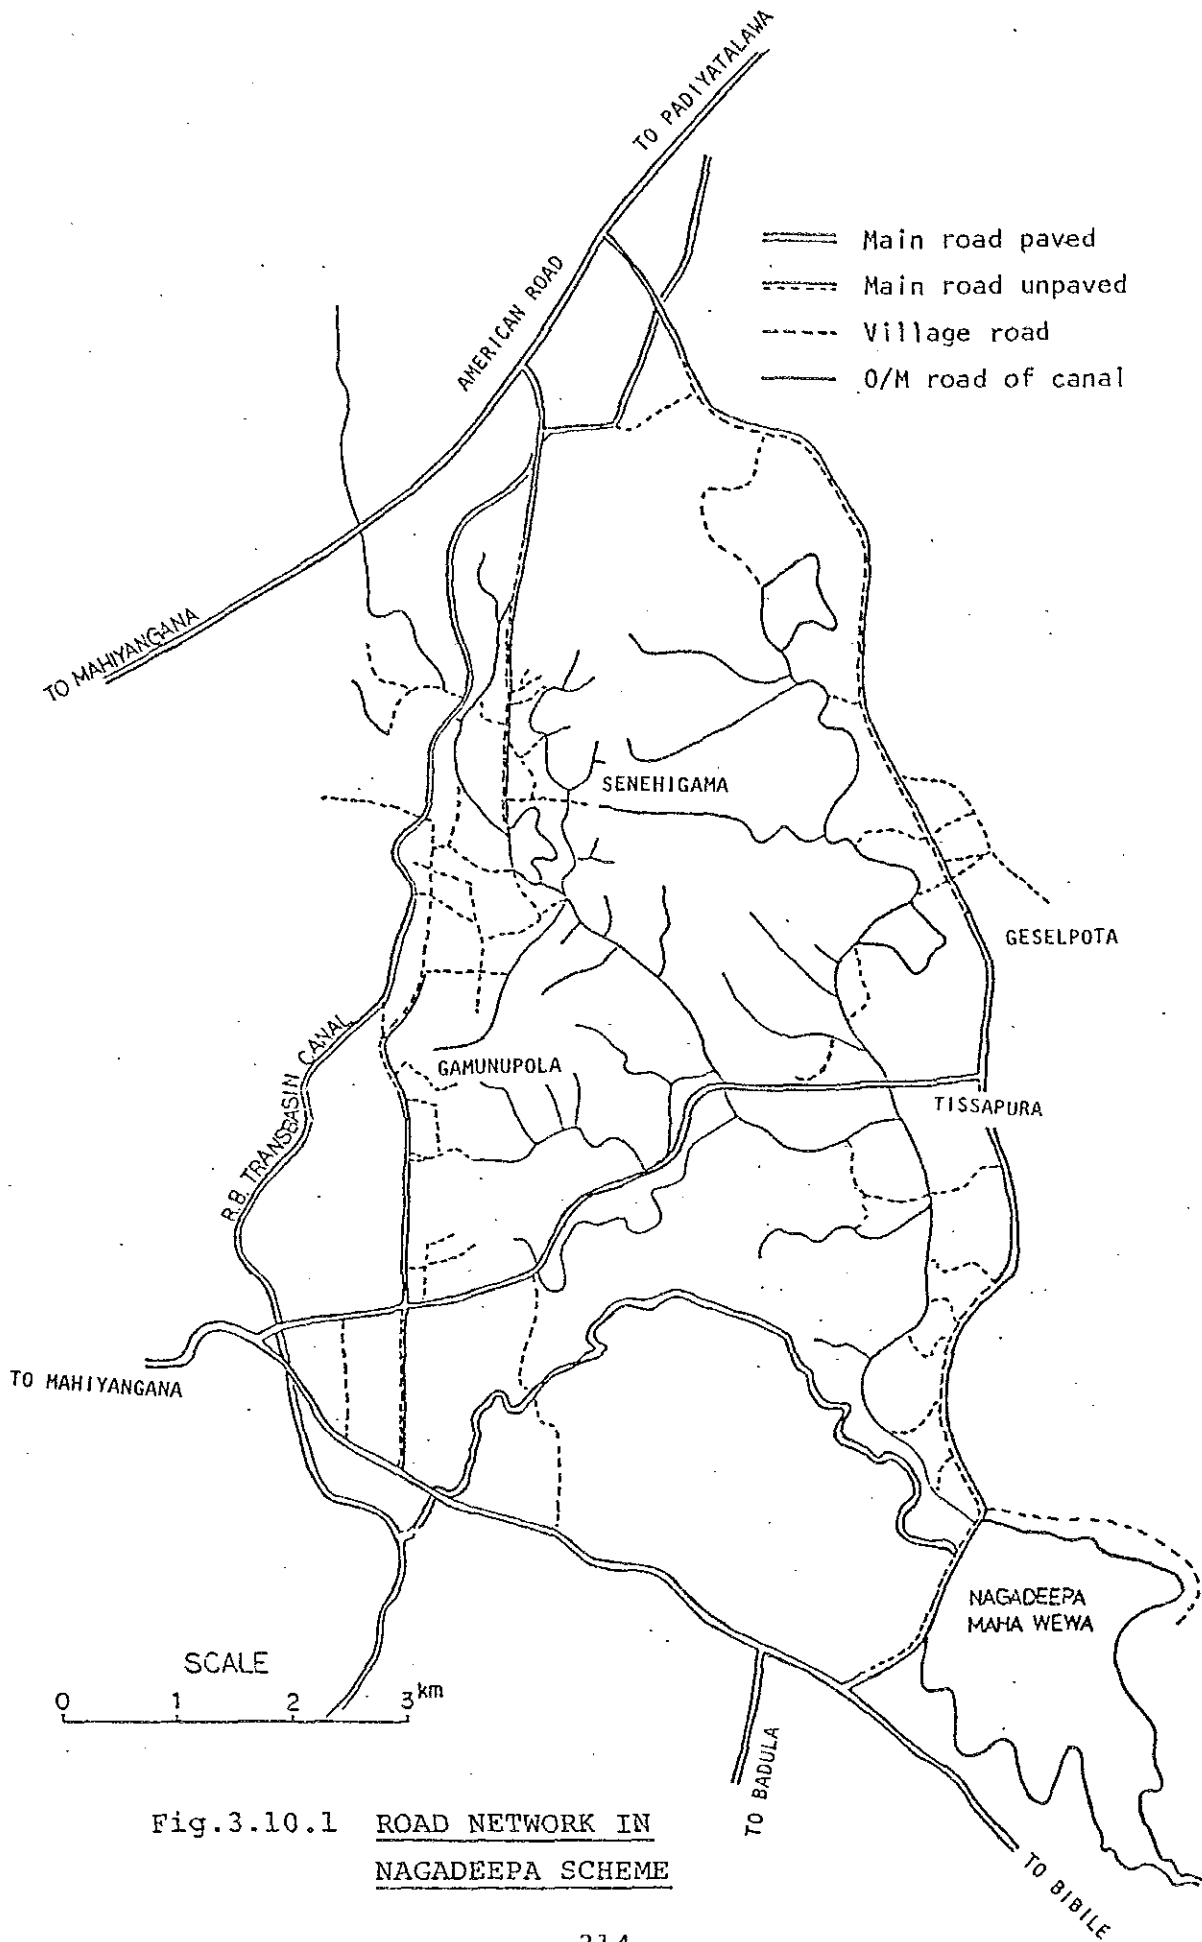 TO PADIYATALAWA
Main road paved
Main road unpaved
Village road
O/M road of canal
AMERICAN ROAD
TO MAHIYANGANA
SENEHIGAMA
GESELPOTA
R.B. TRANSBASIN CANAL
GAMUNUPOLA
TISSAPURA
TO MAHIYANGANA
NAGADEEPA
MAHA WEWA
SCALE
0 1 2 3 km
TO BADULA
TO BIBILE
Fig.3.10.1 ROAD NETWORK IN
NAGADEEPA SCHEME